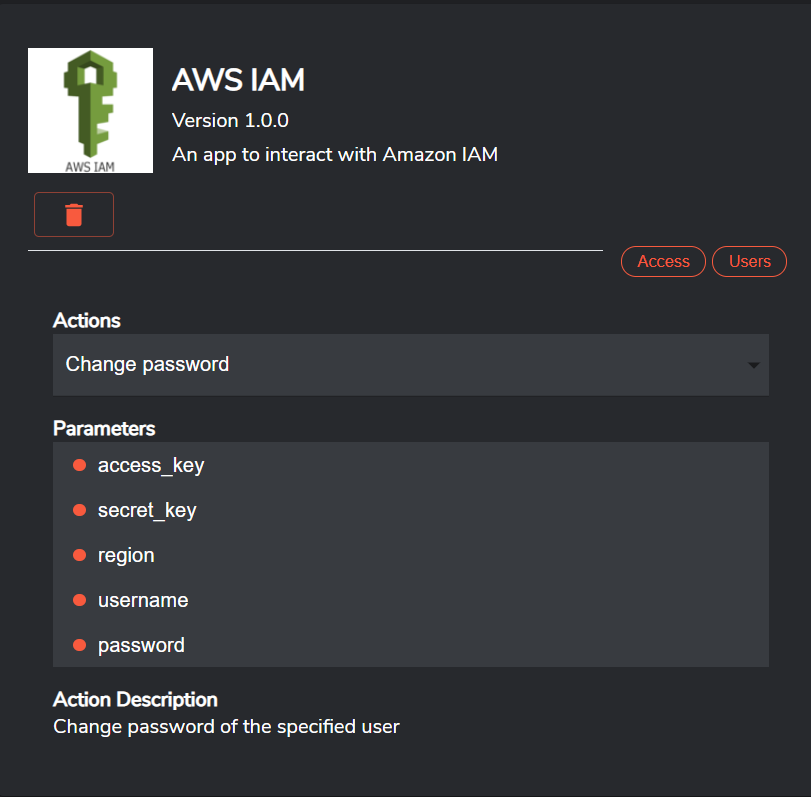 AWS IAM
AWS IAM
Version 1.0.0
An app to interact with Amazon IAM
Access
Users
Actions
Change password
Parameters
access_key
secret_key
region
username
password
Action Description
Change password of the specified user